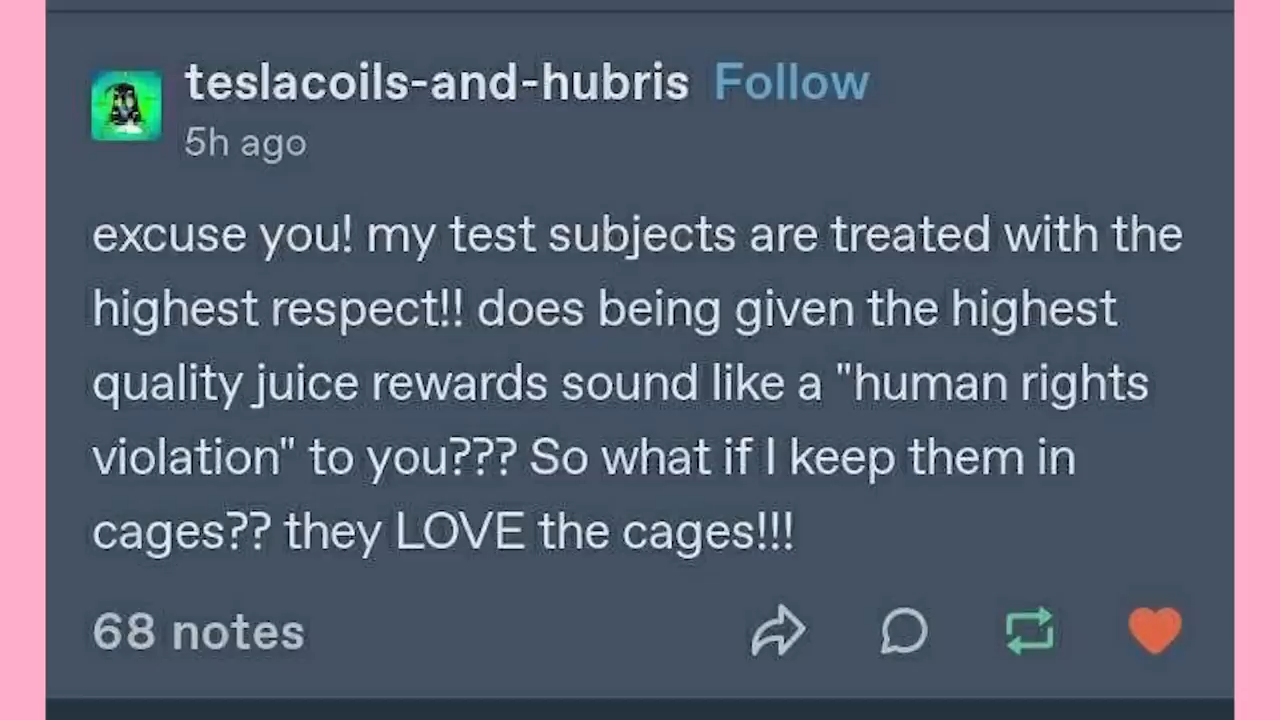 teslacoils-and-hubris Follow
5h ago
excuse you! my test subjects are treated with the
highest respect!! does being given the highest
quality juice rewards sound like a "human rights
violation" to you??? So what if I keep them in
cages?? they LOVE the cages!!!
68 notes